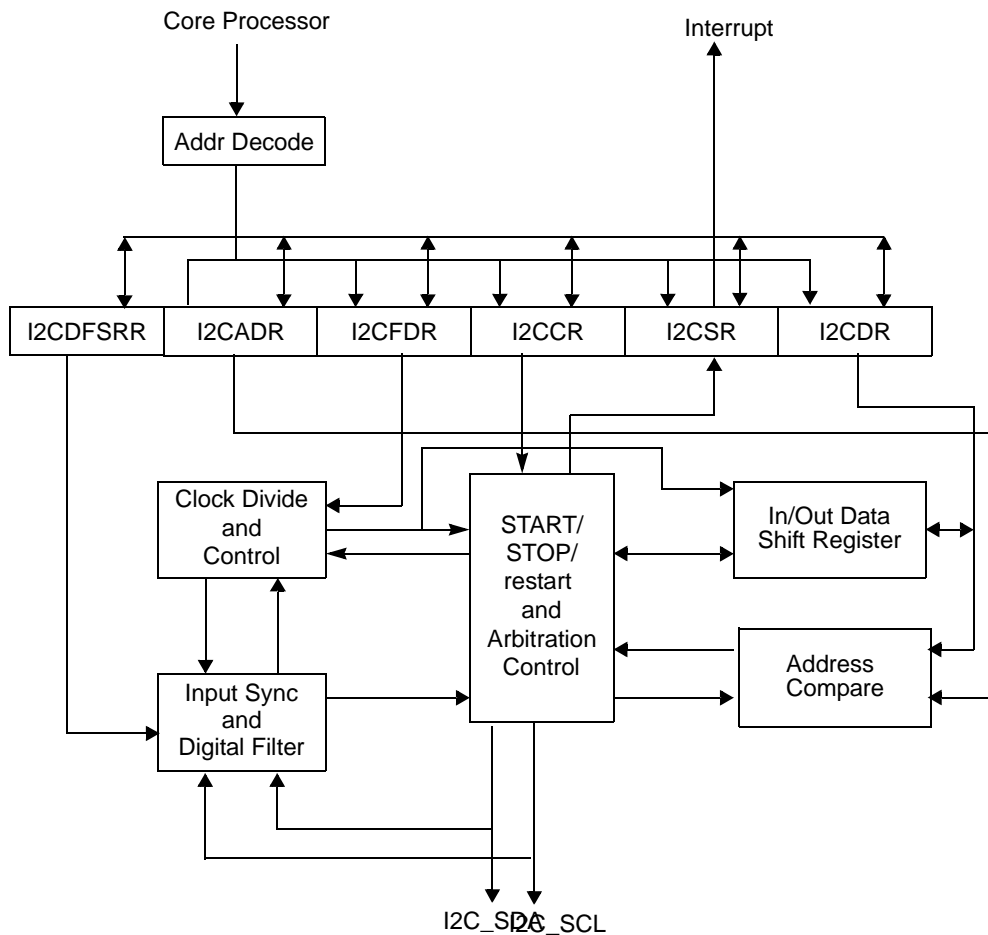 Core Processor
Interrupt
Addr Decode
I2CDFSRR
I2CADR
I2CFDR
I2CCR
I2CSR
I2CDR
Clock Divide
and
Control
START/
STOP/
restart
and
Arbitration
Control
In/Out Data
Shift Register
Input Sync
and
Digital Filter
Address
Compare
I2C_SDA
I2C_SCL